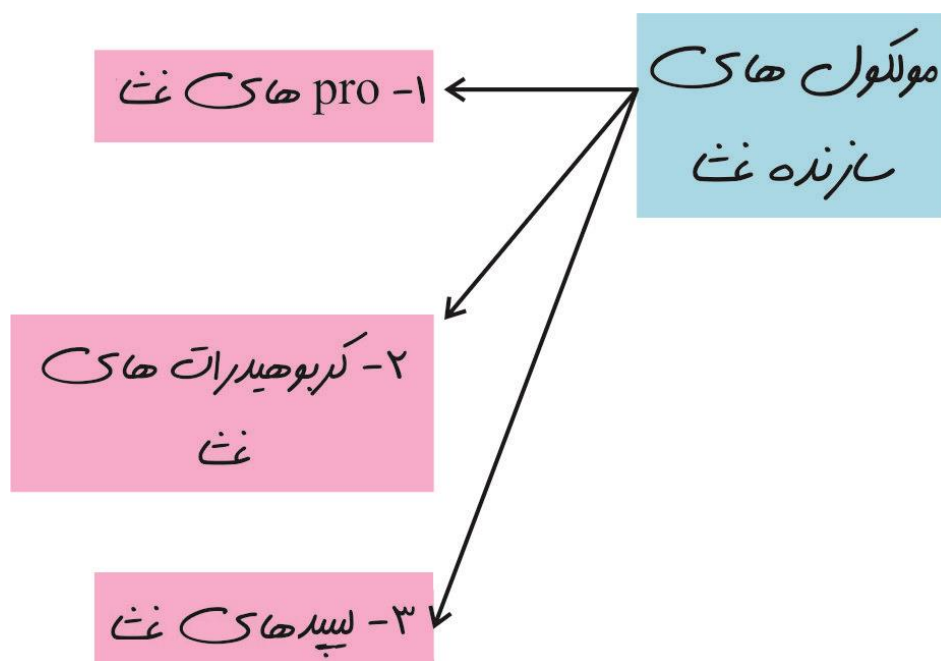 مولکول های
سازنده غشا
۱- pro های غشا
۲- کربوهیدرات های
غشا
۳- لیپیدهای غشا